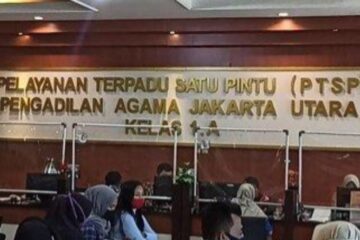 PELAYANAN TERPADU SATU PINTU (PTSP
PENGADILAN AGAMA JAKARTA UTARA
KELAS 1-A